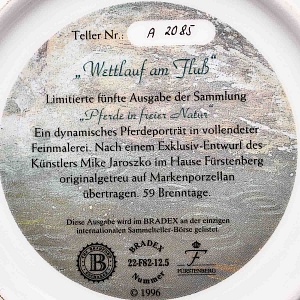 Teller Nr.: A 2085
„Wettlauf am Fluß“
Limitierte fünfte Ausgabe der Sammlung
„Pferde in freier Natur“
Ein dynamisches Pferdeporträt in vollendeter
Feinmalerei. Nach einem Exklusiv-Entwurf des
Künstlers Mike Jaroszko im Hause Fürstenberg
originalgetreu auf Markenporzellan
übertragen. 59 Brenntage.
Diese Ausgabe wird im BRADEX an der einzigen
internationalen Sammelteller-Börse gelistet
BRADEX
22-F82-12.5
Nummer
B
F
FÜRSTENBERG
© 1996